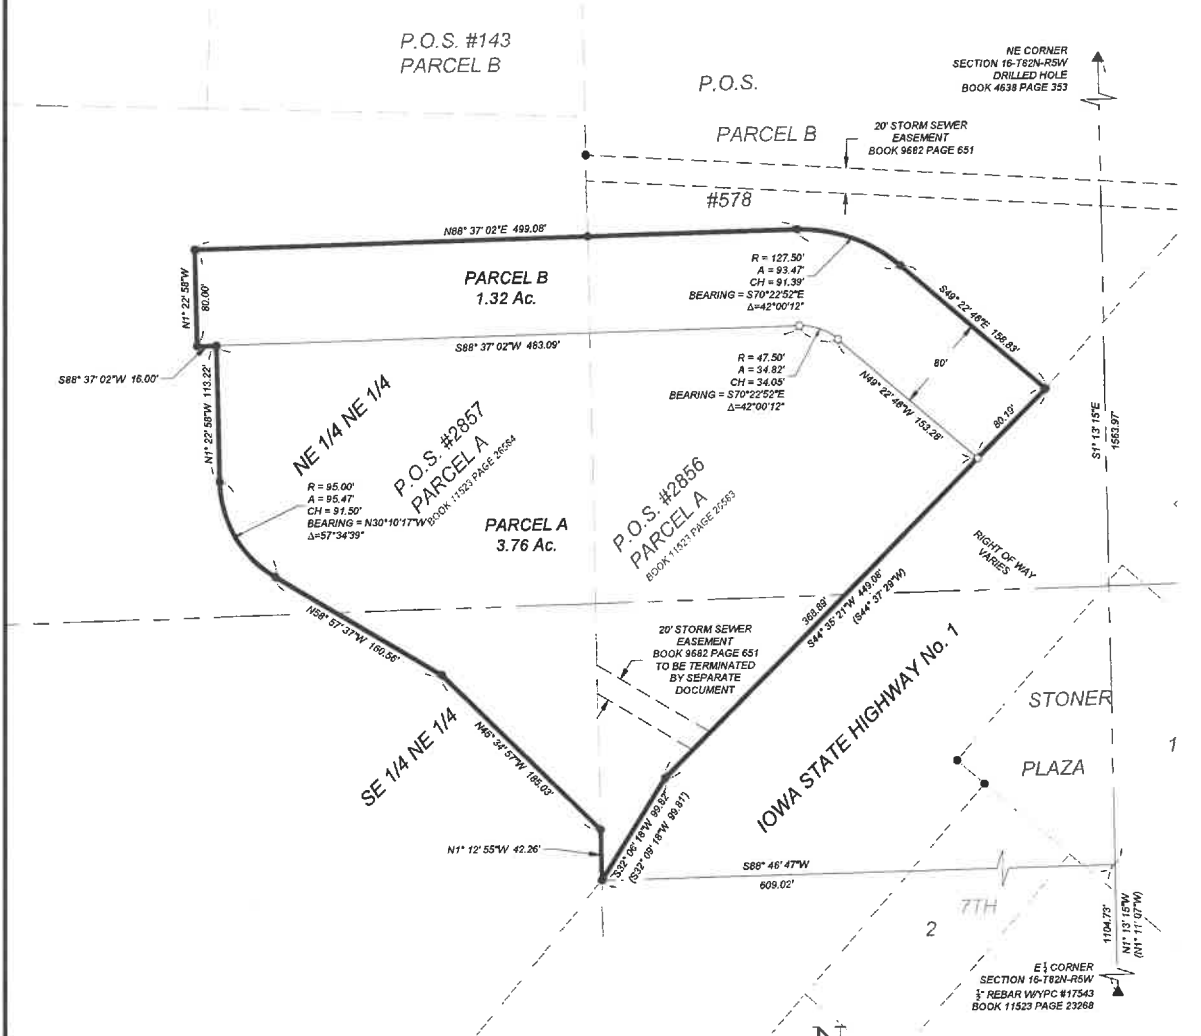 P.O.S. #143
PARCEL B
P.O.S.
PARCEL B
#578
NE CORNER
SECTION 16-T82N-R5W
DRILLED HOLE
BOOK 4638 PAGE 353
20' STORM SEWER
EASEMENT
BOOK 9682 PAGE 651
N88° 37' 02"E 499.08'
PARCEL B
1.32 Ac.
N1° 22' 58"W
80.00'
R = 127.50'
A = 93.47'
CH = 91.39'
BEARING = S70°22'52"E
Δ=42°00'12"
S49° 22' 46"E 158.83'
S88° 37' 02"W 16.00'
S88° 37' 02"W 483.09'
R = 47.50'
A = 34.82'
CH = 34.05'
BEARING = S70°22'52"E
Δ=42°00'12"
80'
N49° 22' 46"W 153.26'
80.19'
S1° 13' 15"E
1563.97'
N1° 22' 58"W 113.22'
NE 1/4 NE 1/4
P.O.S. #2857
PARCEL A
BOOK 11523 PAGE 26584
R = 95.00'
A = 95.47'
CH = 91.50'
BEARING = N30°10'17"W
Δ=57°34'39"
PARCEL A
3.76 Ac.
P.O.S. #2856
PARCEL A
BOOK 11523 PAGE 26583
RIGHT OF WAY
VARIES
368.89'
S44° 35' 21"W 449.08'
(S44° 37' 29"W)
N58° 57' 37"W 160.56'
20' STORM SEWER
EASEMENT
BOOK 9682 PAGE 651
TO BE TERMINATED
BY SEPARATE
DOCUMENT
IOWA STATE HIGHWAY No. 1
STONER
PLAZA
1
SE 1/4 NE 1/4
N45° 34' 57"W 185.03'
N1° 12' 55"W 42.26'
S32° 06' 18"W 99.82'
(S32° 09' 18"W 99.81')
S88° 46' 47"W
609.02'
7TH
2
1104.73'
N1° 13' 15"W
(N1° 11' 07"W)
E¼ CORNER
SECTION 16-T82N-R5W
½" REBAR W/YPC #17543
BOOK 11523 PAGE 23268